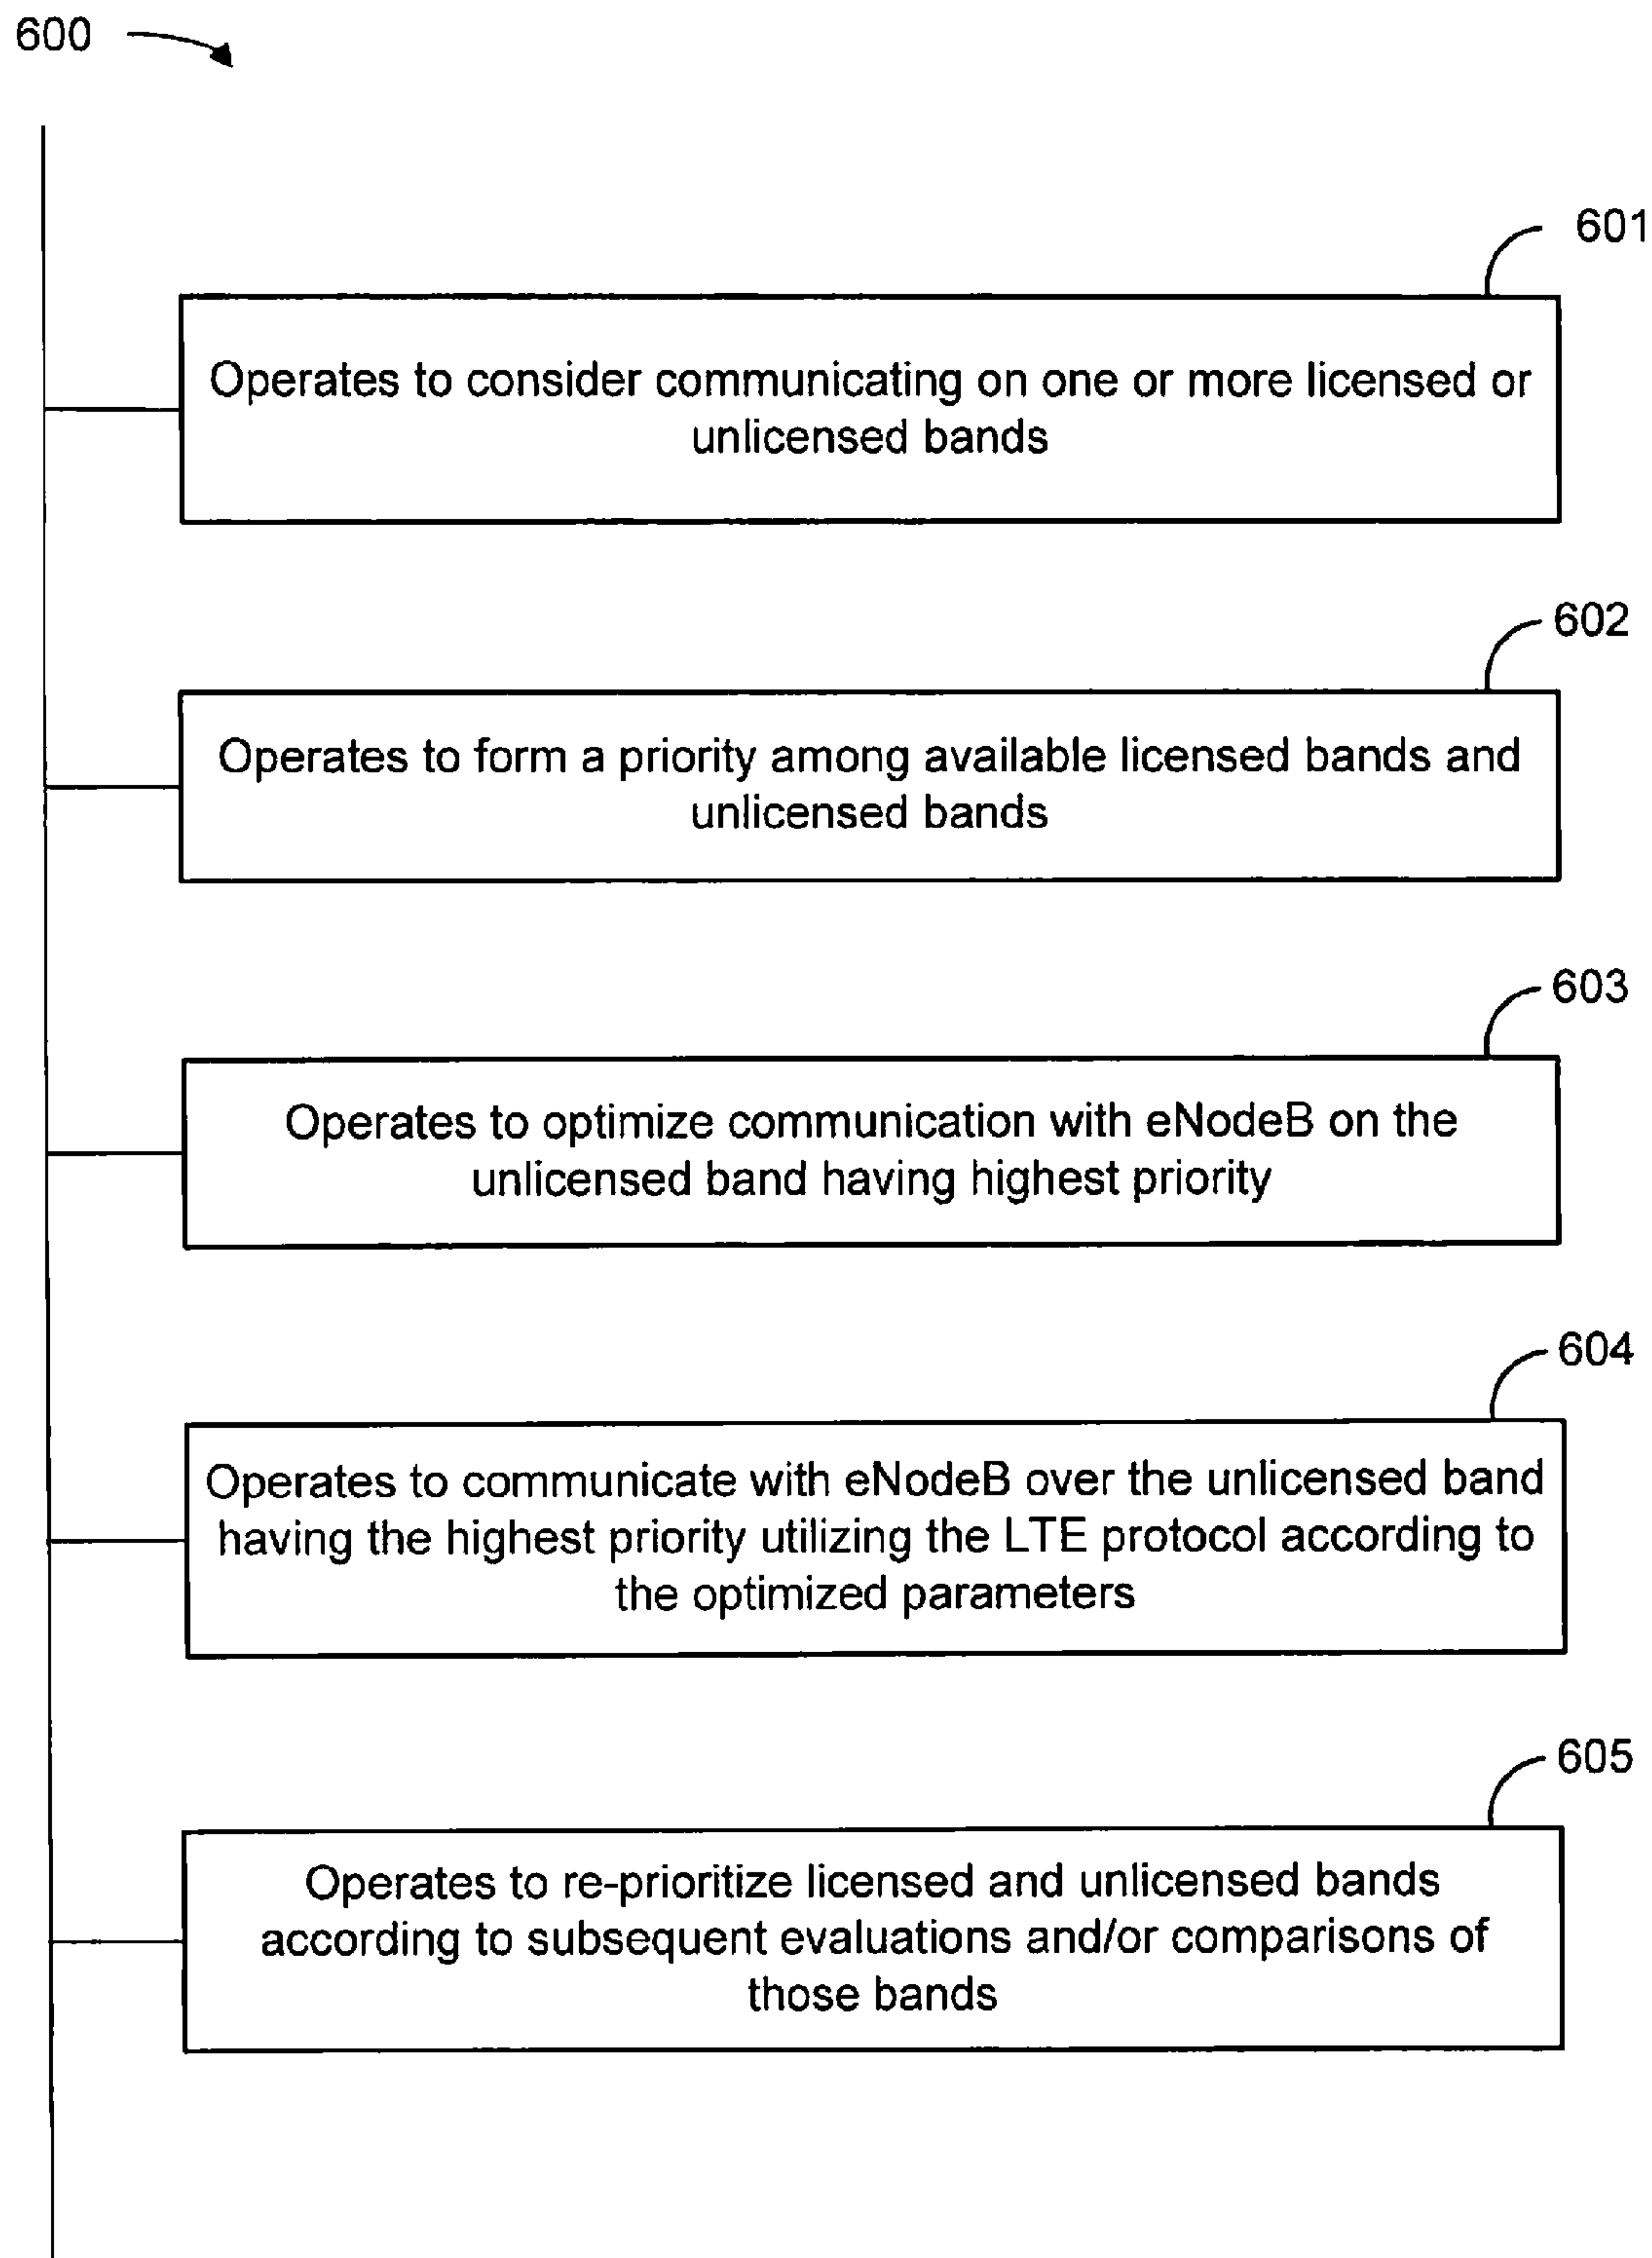 600
601
Operates to consider communicating on one or more licensed or
unlicensed bands
602
Operates to form a priority among available licensed bands and
unlicensed bands
603
Operates to optimize communication with eNodeB on the
unlicensed band having highest priority
604
Operates to communicate with eNodeB over the unlicensed band
having the highest priority utilizing the LTE protocol according to
the optimized parameters
605
Operates to re-prioritize licensed and unlicensed bands
according to subsequent evaluations and/or comparisons of
those bands